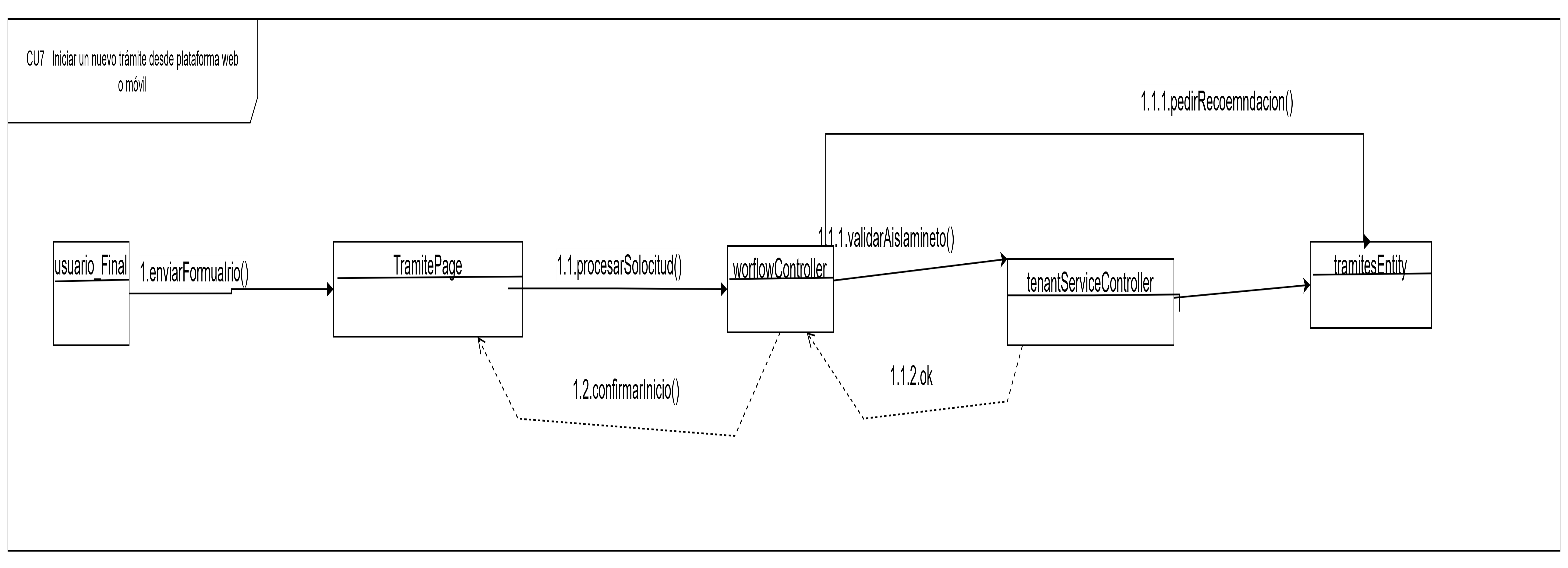 CU7 Iniciar un nuevo trámite desde plataforma web
o móvil
1.1.1.pedirRecoemndacion()
usuario_Final
1.enviarFormualrio()
TramitePage
1.1.procesarSolocitud()
worflowController
1.1.1.validarAislamineto()
tenantServiceController
tramitesEntity
1.2.confirmarInicio()
1.1.2.ok